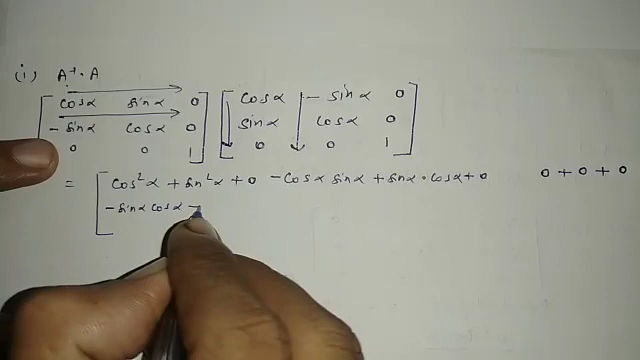 (i) A⁺·A
[ cosα sinα 0 ] [ cosα - sinα 0 ]
[ - sinα cosα 0 ] [ sinα cosα 0 ]
[ 0 0 1 ] [ 0 0 1 ]
= [ cos²α + sin²α + 0 - cosα sinα + sinα · cosα + 0 0 + 0 + 0
- sinα cosα